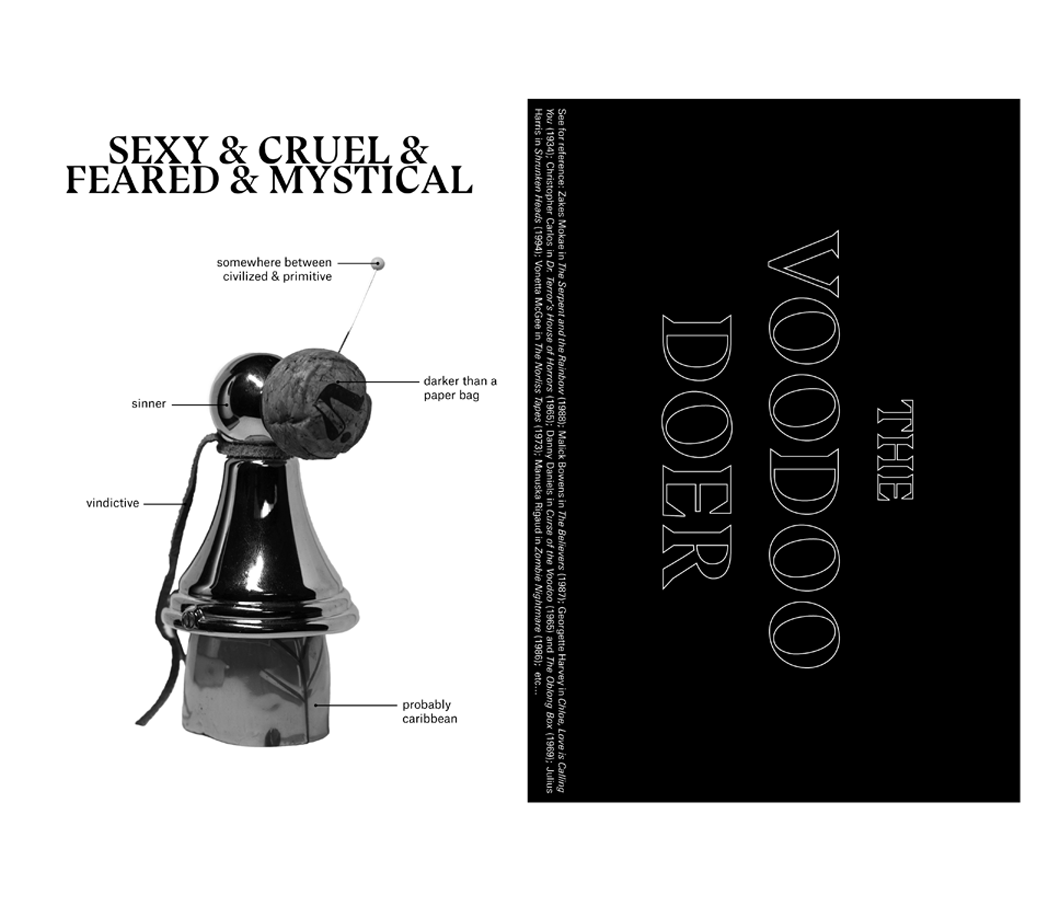 SEXY & CRUEL &
FEARED & MYSTICAL
somewhere between
civilized & primitive
darker than a
paper bag
sinner
vindictive
probably
caribbean
See for reference: Zakes Mokae in The Serpent and the Rainbow (1988); Malick Bowens in The Believers (1987); Georgette Harvey in Chloe, Love is Calling
You (1934); Christopher Carlos in Dr. Terror's House of Horrors (1965); Danny Daniels in Curse of the Voodoo (1965) and The Oblong Box (1969); Julius
Harris in Shrunken Heads (1994); Vonetta McGee in The Norliss Tapes (1973); Manuska Rigaud in Zombie Nightmare (1986); etc...
THE
VOODOO
DOER